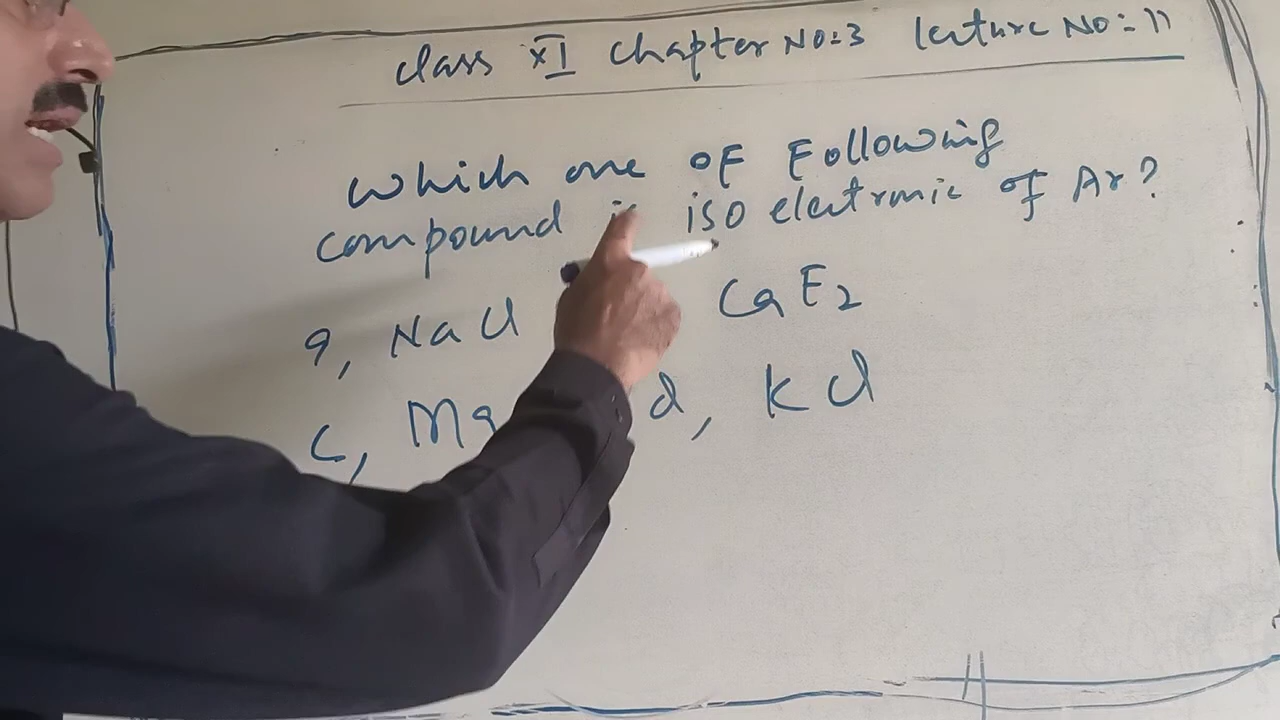 Class XI Chapter No:3 lecture No:-11
Which one of Following
compound is iso electronic of Ar?
a, NaCl CaF2
c, Mg d, KCl